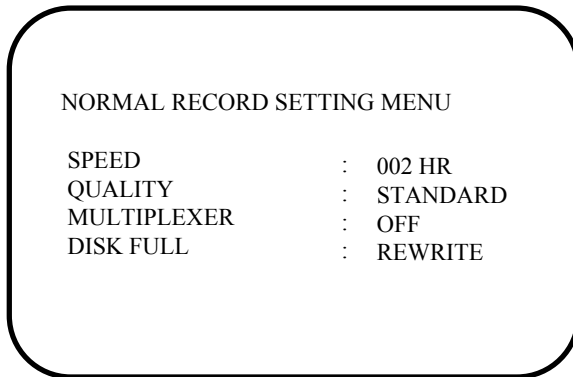 NORMAL RECORD SETTING MENU
SPEED : 002 HR
QUALITY : STANDARD
MULTIPLEXER : OFF
DISK FULL : REWRITE